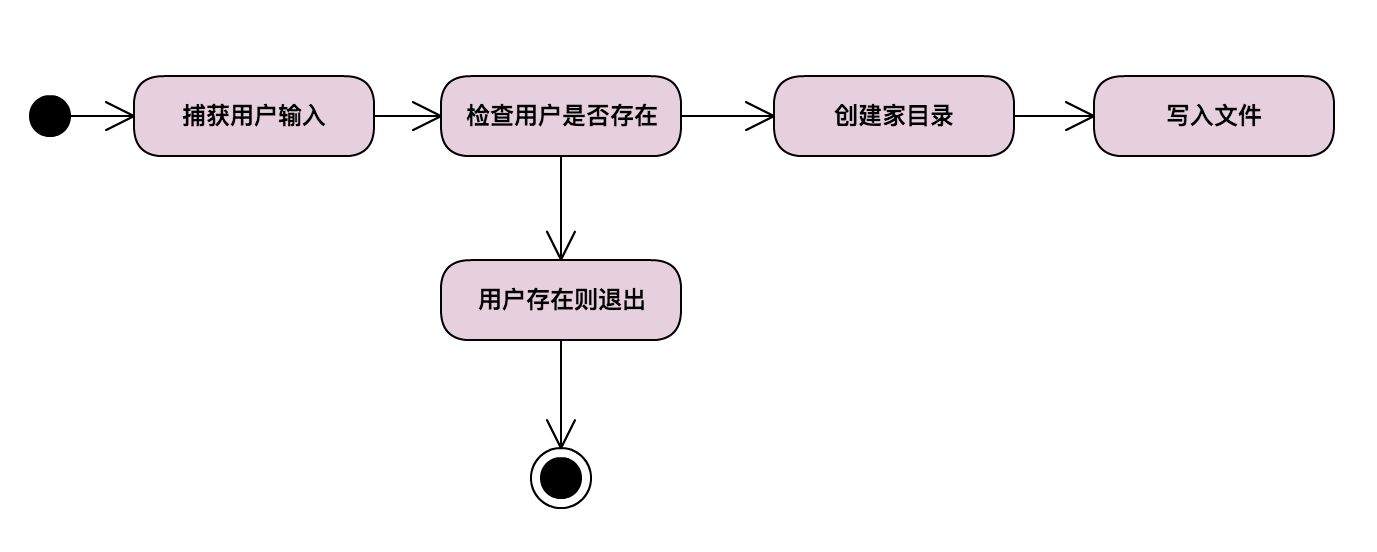 捕获用户输入
检查用户是否存在
创建家目录
写入文件
用户存在则退出